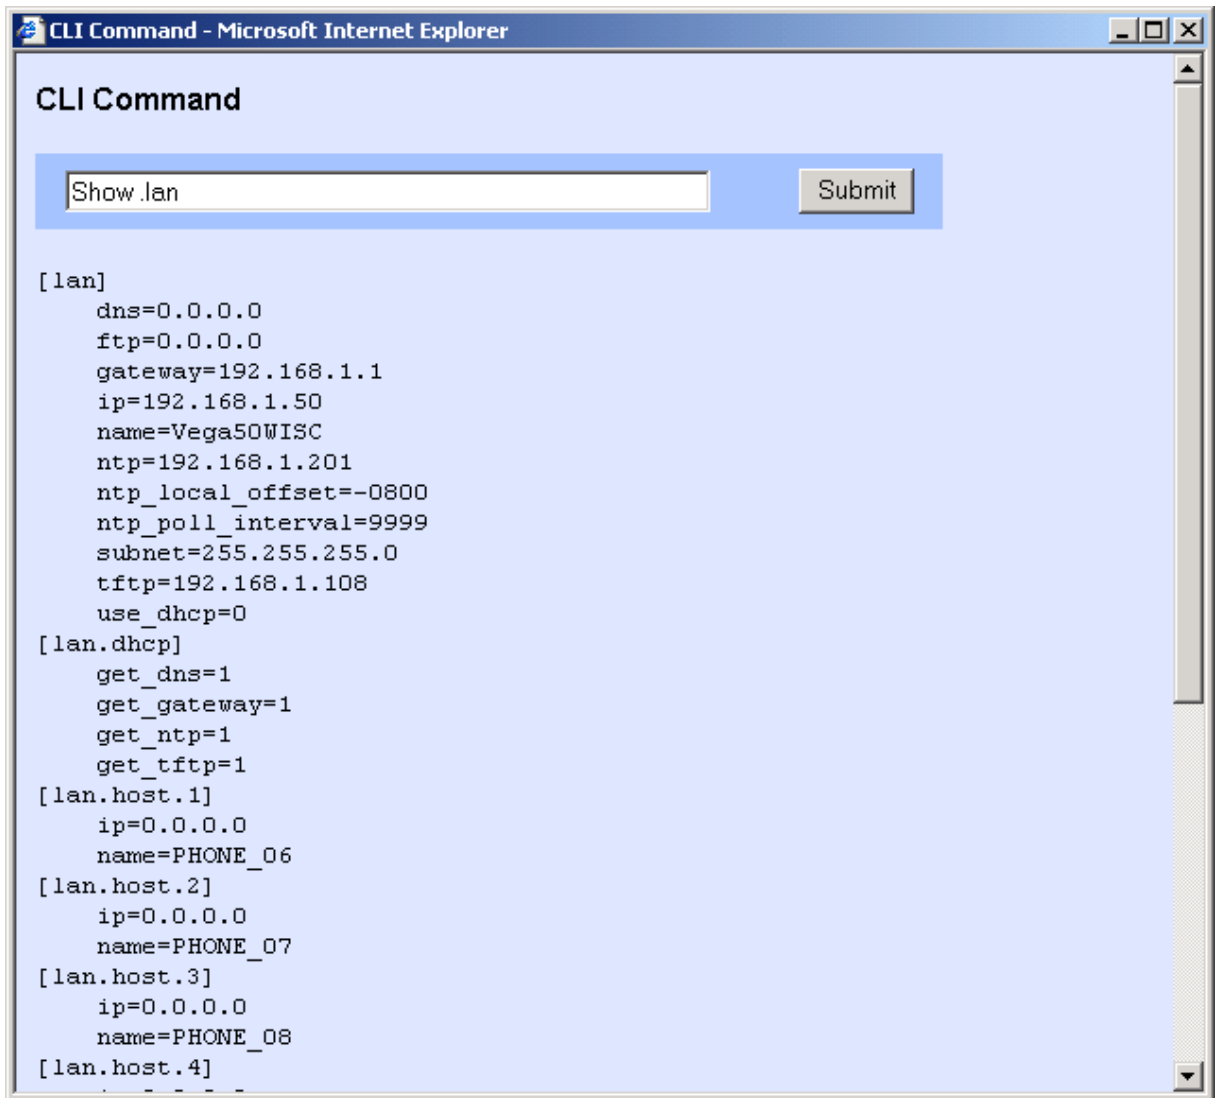 CLI Command - Microsoft Internet Explorer
CLI Command
Show .lan
Submit
[lan]
dns=0.0.0.0
ftp=0.0.0.0
gateway=192.168.1.1
ip=192.168.1.50
name=Vega50WISC
ntp=192.168.1.201
ntp_local_offset=-0800
ntp_poll_interval=9999
subnet=255.255.255.0
tftp=192.168.1.108
use_dhcp=0
[lan.dhcp]
get_dns=1
get_gateway=1
get_ntp=1
get_tftp=1
[lan.host.1]
ip=0.0.0.0
name=PHONE_06
[lan.host.2]
ip=0.0.0.0
name=PHONE_07
[lan.host.3]
ip=0.0.0.0
name=PHONE_08
[lan.host.4]